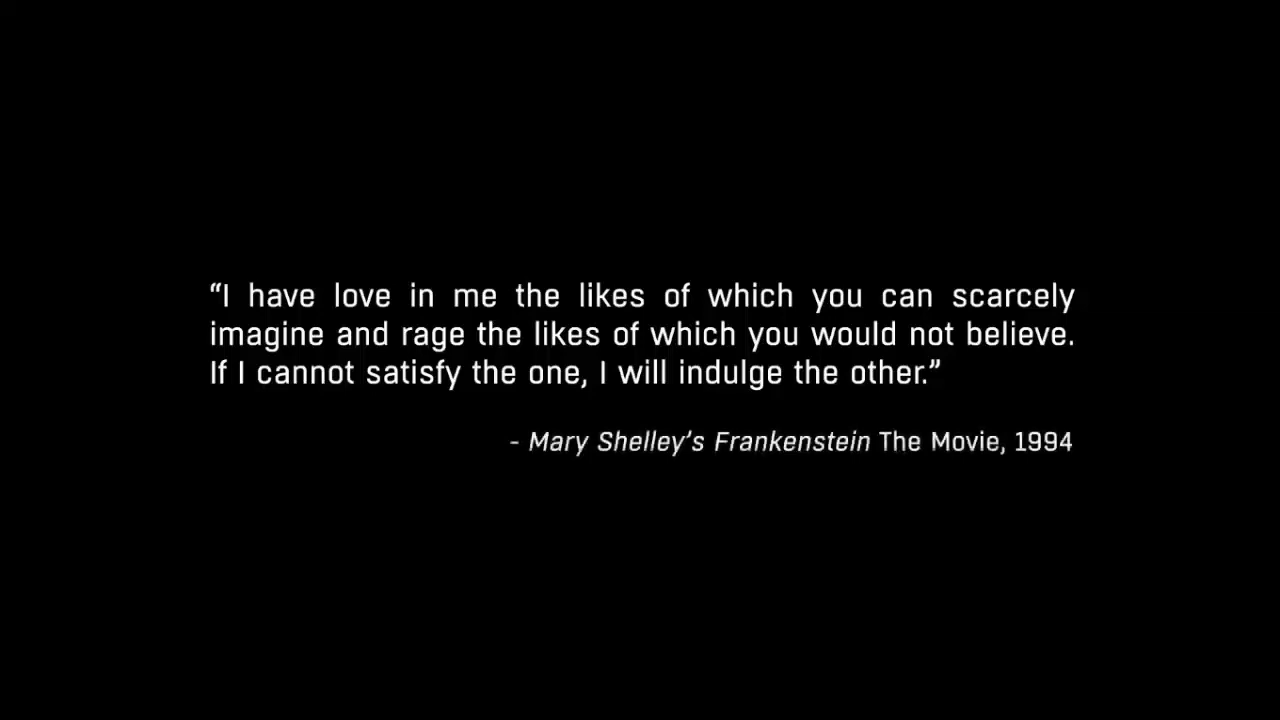 “I have love in me the likes of which you can scarcely
imagine and rage the likes of which you would not believe.
If I cannot satisfy the one, I will indulge the other.”
- Mary Shelley’s Frankenstein The Movie, 1994